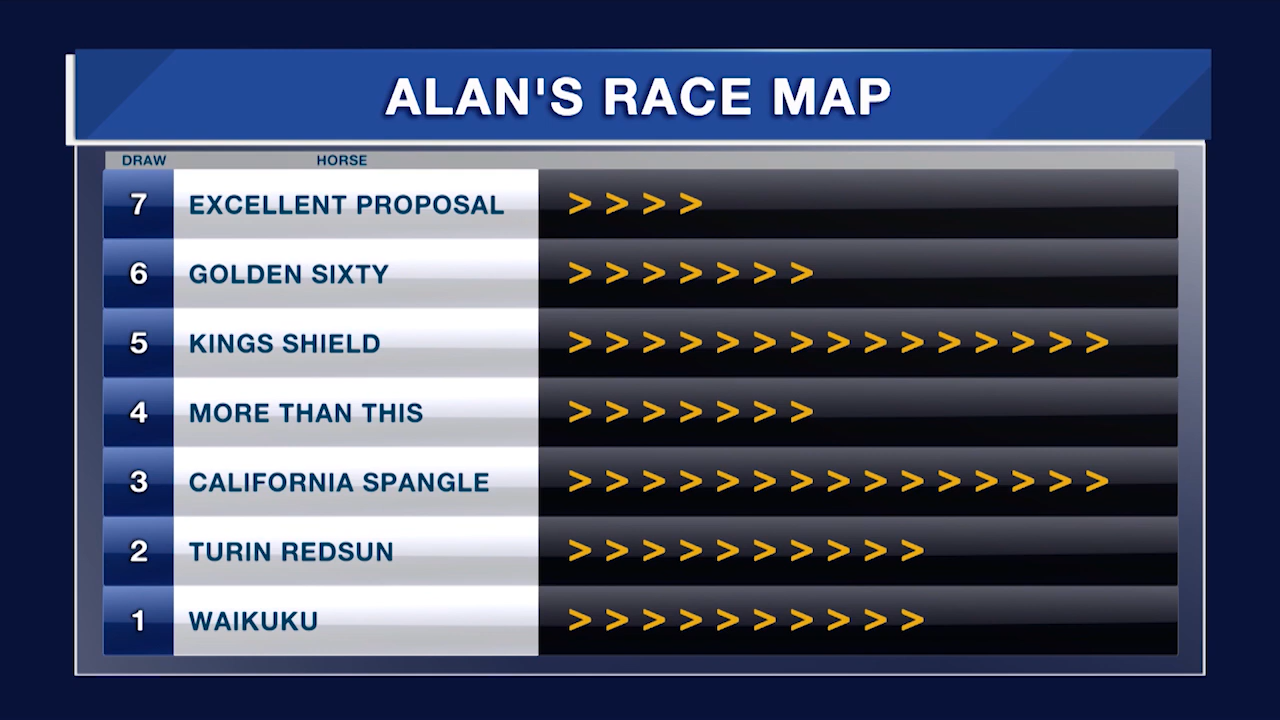 ALAN'S RACE MAP
DRAW HORSE
7 EXCELLENT PROPOSAL > > > >
6 GOLDEN SIXTY > > > > > > >
5 KINGS SHIELD > > > > > > > > > > > > > > >
4 MORE THAN THIS > > > > > > >
3 CALIFORNIA SPANGLE > > > > > > > > > > > > > > >
2 TURIN REDSUN > > > > > > > > > >
1 WAIKUKU > > > > > > > > > >